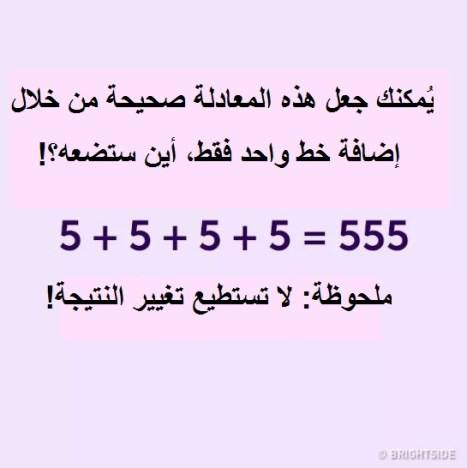 يُمكنك جعل هذه المعادلة صحيحة من خلال
إضافة خط واحد فقط، أين ستضعه؟!
5 + 5 + 5 + 5 = 555
ملحوظة: لا تستطيع تغيير النتيجة!
© BRIGHTSIDE